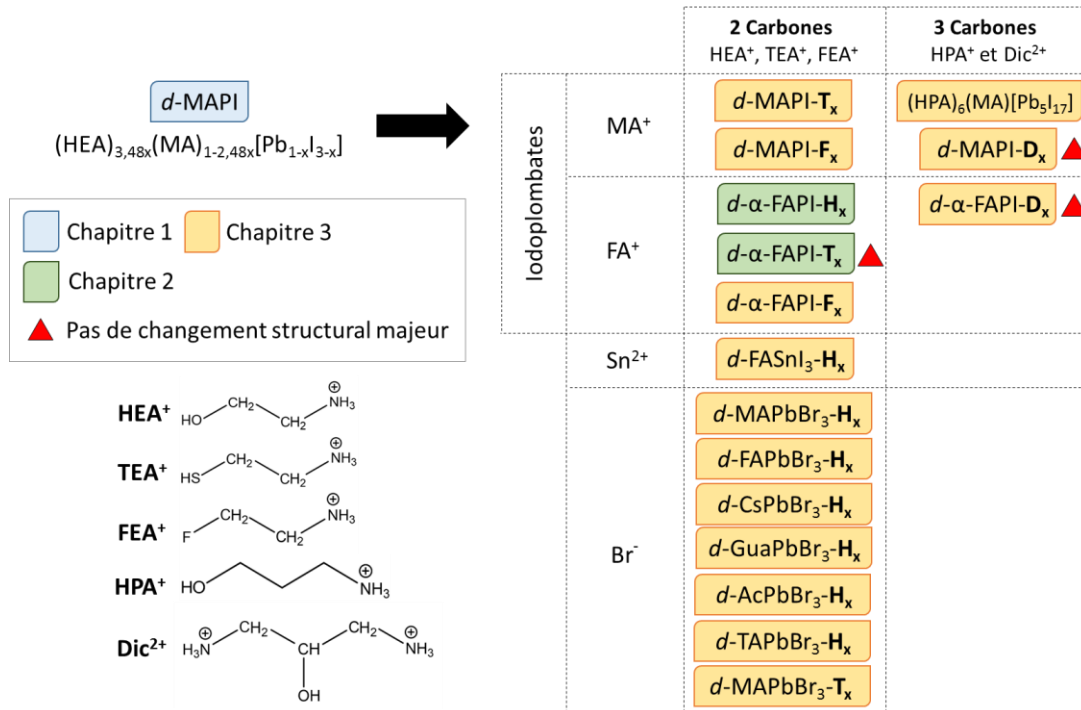 2 Carbones
HEA⁺, TEA⁺, FEA⁺
3 Carbones
HPA⁺ et Dic²⁺
d-MAPI
(HEA)₃,₄₈ₓ(MA)₁₋₂,₄₈ₓ[Pb₁₋ₓI₃₋ₓ]
Chapitre 1
Chapitre 3
Chapitre 2
Pas de changement structural majeur
Iodoplombates
MA⁺
d-MAPI-Tₓ
(HPA)₆(MA)[Pb₅I₁₇]
d-MAPI-Fₓ
d-MAPI-Dₓ
FA⁺
d-α-FAPI-Hₓ
d-α-FAPI-Dₓ
d-α-FAPI-Tₓ
d-α-FAPI-Fₓ
Sn²⁺
d-FASnI₃-Hₓ
Br⁻
d-MAPbBr₃-Hₓ
d-FAPbBr₃-Hₓ
d-CsPbBr₃-Hₓ
d-GuaPbBr₃-Hₓ
d-AcPbBr₃-Hₓ
d-TAPbBr₃-Hₓ
d-MAPbBr₃-Tₓ
HEA⁺
HO CH₂ CH₂ NH₃ ⊕
TEA⁺
HS CH₂ CH₂ NH₃ ⊕
FEA⁺
F CH₂ CH₂ NH₃ ⊕
HPA⁺
HO NH₃ ⊕
Dic²⁺
⊕ H₃N CH₂ CH CH₂ NH₃ ⊕
OH